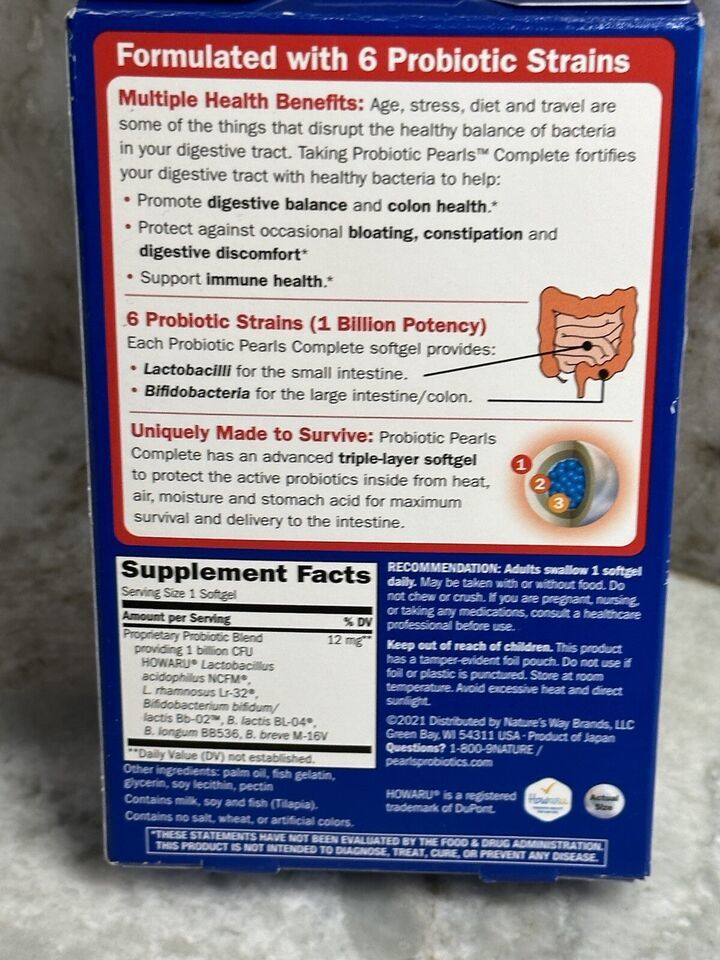 Formulated with 6 Probiotic Strains
Multiple Health Benefits: Age, stress, diet and travel are
some of the things that disrupt the healthy balance of bacteria
in your digestive tract. Taking Probiotic Pearls™ Complete fortifies
your digestive tract with healthy bacteria to help:
• Promote digestive balance and colon health.*
• Protect against occasional bloating, constipation and
digestive discomfort*
• Support immune health.*
6 Probiotic Strains (1 Billion Potency)
Each Probiotic Pearls Complete softgel provides:
• Lactobacilli for the small intestine.
• Bifidobacteria for the large intestine/colon.
Uniquely Made to Survive: Probiotic Pearls
Complete has an advanced triple-layer softgel
to protect the active probiotics inside from heat,
air, moisture and stomach acid for maximum
survival and delivery to the intestine.
1
2
3
Supplement Facts
Serving Size 1 Softgel
Amount per Serving % DV
Proprietary Probiotic Blend 12 mg**
providing 1 billion CFU
HOWARU® Lactobacillus
acidophilus NCFM®,
L. rhamnosus Lr-32®,
Bifidobacterium bifidum/
lactis Bb-02™, B. lactis BL-04®,
B. longum BB536, B. breve M-16V
**Daily Value (DV) not established.
Other ingredients: palm oil, fish gelatin,
glycerin, soy lecithin, pectin
Contains milk, soy and fish (Tilapia).
Contains no salt, wheat, or artificial colors.
RECOMMENDATION: Adults swallow 1 softgel
daily. May be taken with or without food. Do
not chew or crush. If you are pregnant, nursing,
or taking any medications, consult a healthcare
professional before use.
Keep out of reach of children. This product
has a tamper-evident foil pouch. Do not use if
foil or plastic is punctured. Store at room
temperature. Avoid excessive heat and direct
sunlight.
©2021 Distributed by Nature's Way Brands, LLC
Green Bay, WI 54311 USA · Product of Japan
Questions? 1-800-9NATURE /
pearlsprobiotics.com
HOWARU® is a registered
trademark of DuPont.
Howaru
Actual
Size
*THESE STATEMENTS HAVE NOT BEEN EVALUATED BY THE FOOD & DRUG ADMINISTRATION.
THIS PRODUCT IS NOT INTENDED TO DIAGNOSE, TREAT, CURE, OR PREVENT ANY DISEASE.